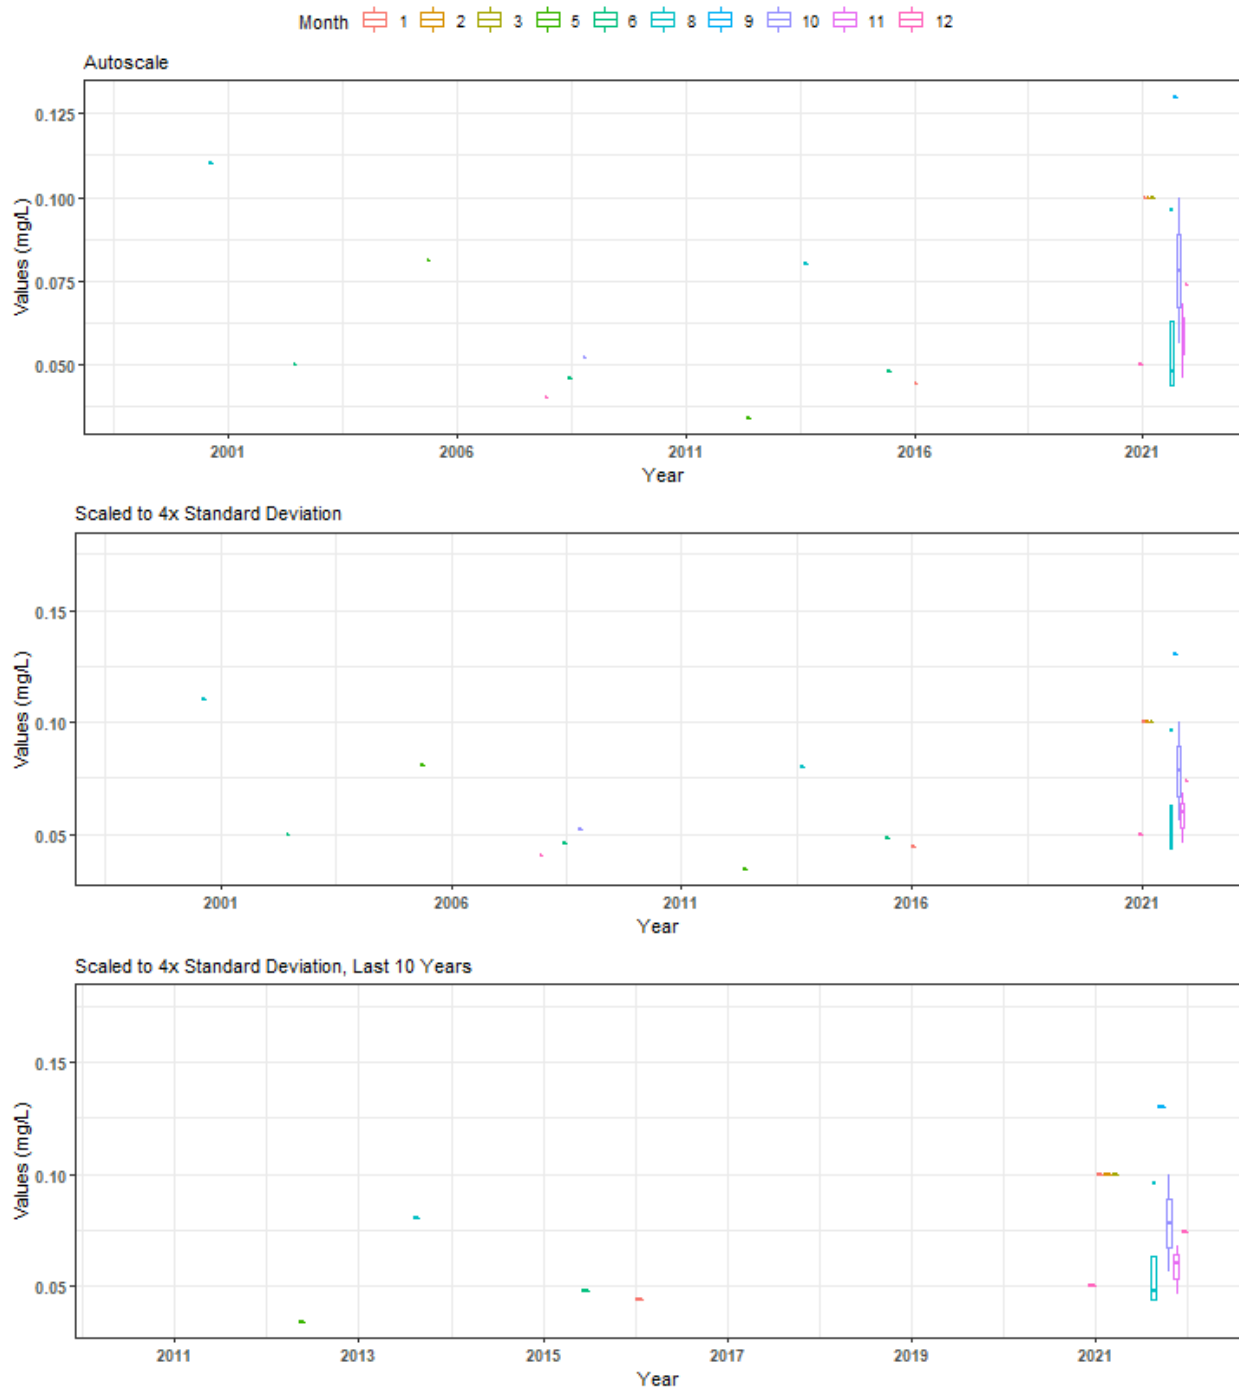 Month 1 2 3 5 6 8 9 10 11 12
Autoscale
0.125
0.100
0.075
0.050
Values (mg/L)
2001 2006 2011 2016 2021
Year
Scaled to 4x Standard Deviation
0.15
0.10
0.05
Values (mg/L)
2001 2006 2011 2016 2021
Year
Scaled to 4x Standard Deviation, Last 10 Years
0.15
0.10
0.05
Values (mg/L)
2011 2013 2015 2017 2019 2021
Year